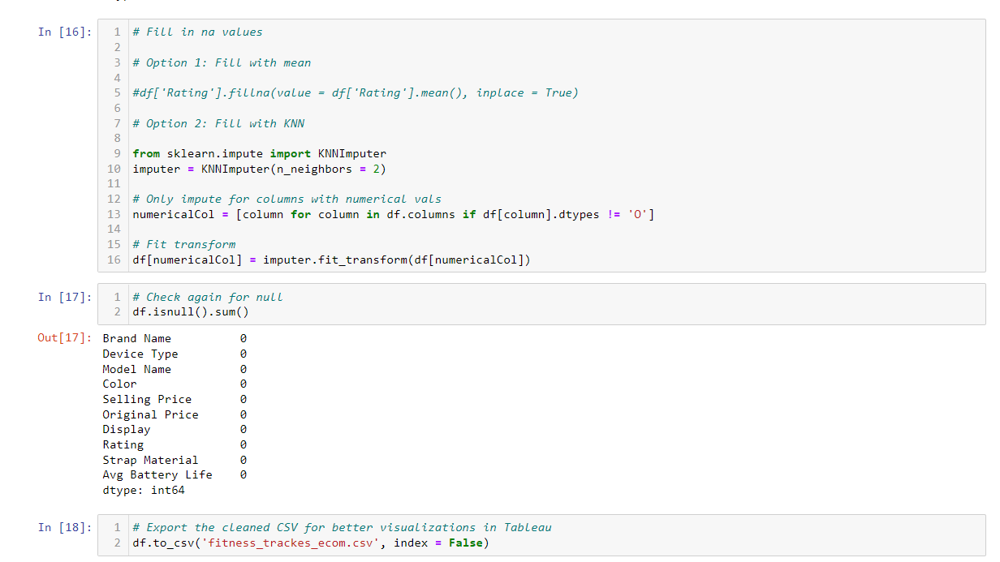 In [16]:
1 # Fill in na values
2
3 # Option 1: Fill with mean
4
5 #df['Rating'].fillna(value = df['Rating'].mean(), inplace = True)
6
7 # Option 2: Fill with KNN
8
9 from sklearn.impute import KNNImputer
10 imputer = KNNImputer(n_neighbors = 2)
11
12 # Only impute for columns with numerical vals
13 numericalCol = [column for column in df.columns if df[column].dtypes != 'O']
14
15 # Fit transform
16 df[numericalCol] = imputer.fit_transform(df[numericalCol])
In [17]:
1 # Check again for null
2 df.isnull().sum()
Out[17]:
Brand Name 0
Device Type 0
Model Name 0
Color 0
Selling Price 0
Original Price 0
Display 0
Rating 0
Strap Material 0
Avg Battery Life 0
dtype: int64
In [18]:
1 # Export the cleaned CSV for better visualizations in Tableau
2 df.to_csv('fitness_trackes_ecom.csv', index = False)